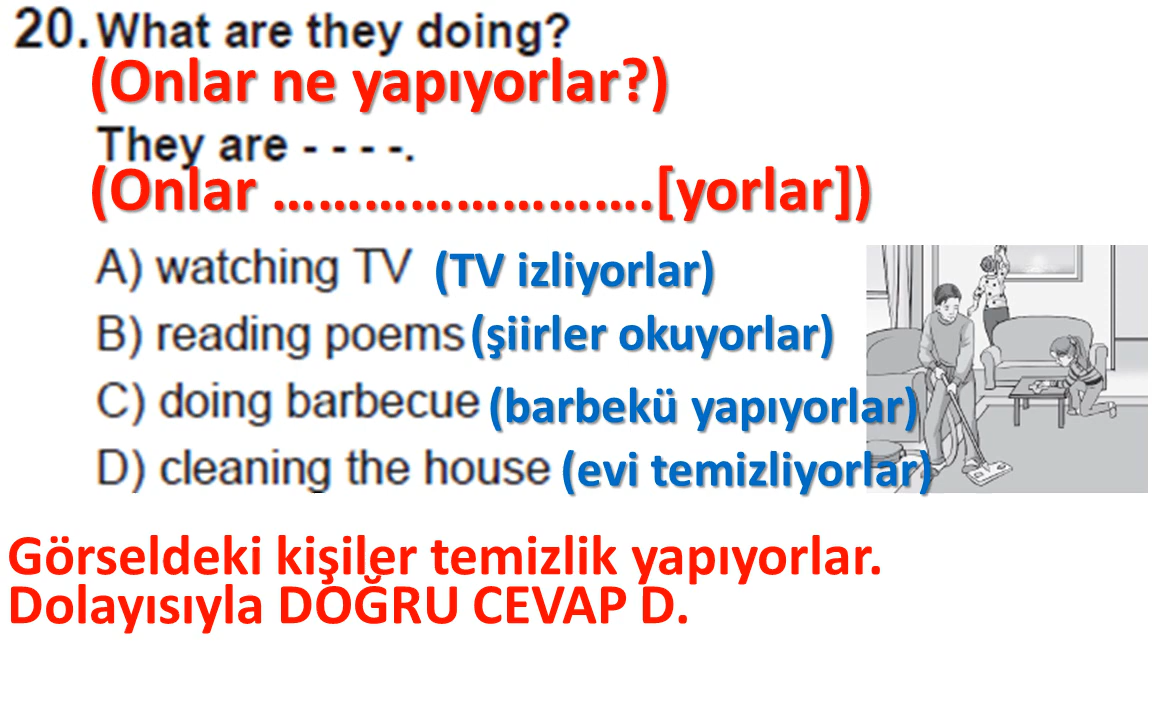 20. What are they doing?
(Onlar ne yapıyorlar?)
They are - - - -.
(Onlar …………………….[yorlar])
A) watching TV (TV izliyorlar)
B) reading poems (şiirler okuyorlar)
C) doing barbecue (barbekü yapıyorlar)
D) cleaning the house (evi temizliyorlar)
Görseldeki kişiler temizlik yapıyorlar.
Dolayısıyla DOĞRU CEVAP D.